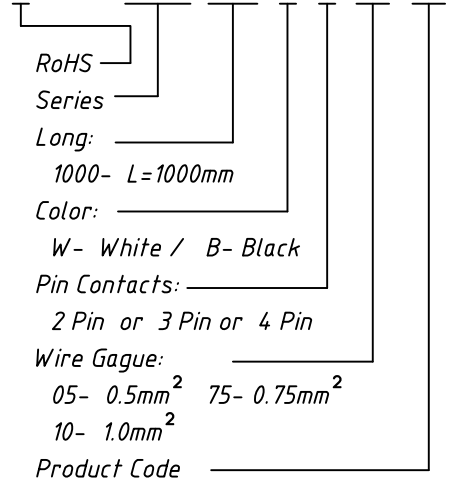 RoHS
Series
Long:
1000- L=1000mm
Color:
W- White / B- Black
Pin Contacts:
2 Pin or 3 Pin or 4 Pin
Wire Gague:
05- 0.5mm² 75- 0.75mm²
10- 1.0mm²
Product Code